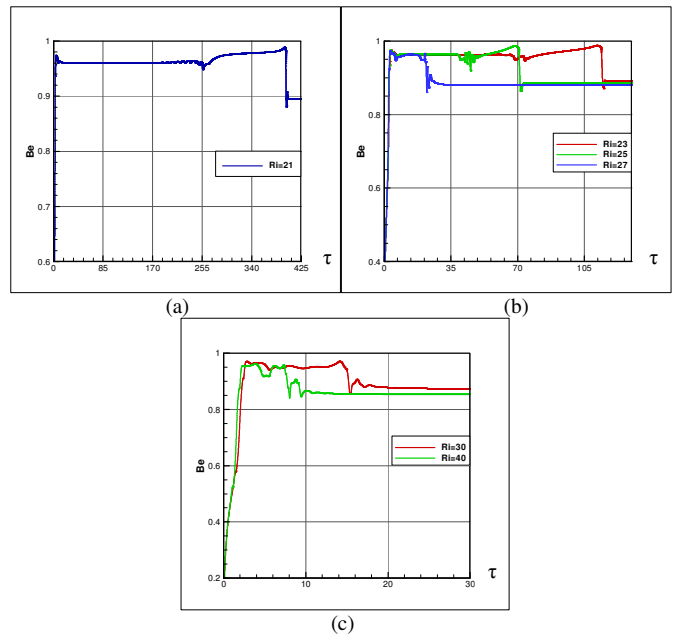 1
0.9
0.8
0.7
0.6
Be
Ri=21
0 85 170 255 340 425
τ
(a)
1
0.8
0.6
0.4
Be
Ri=23
Ri=25
Ri=27
0 35 70 105
τ
(b)
1
0.8
0.6
0.4
0.2
Be
Ri=30
Ri=40
0 10 20 30
τ
(c)